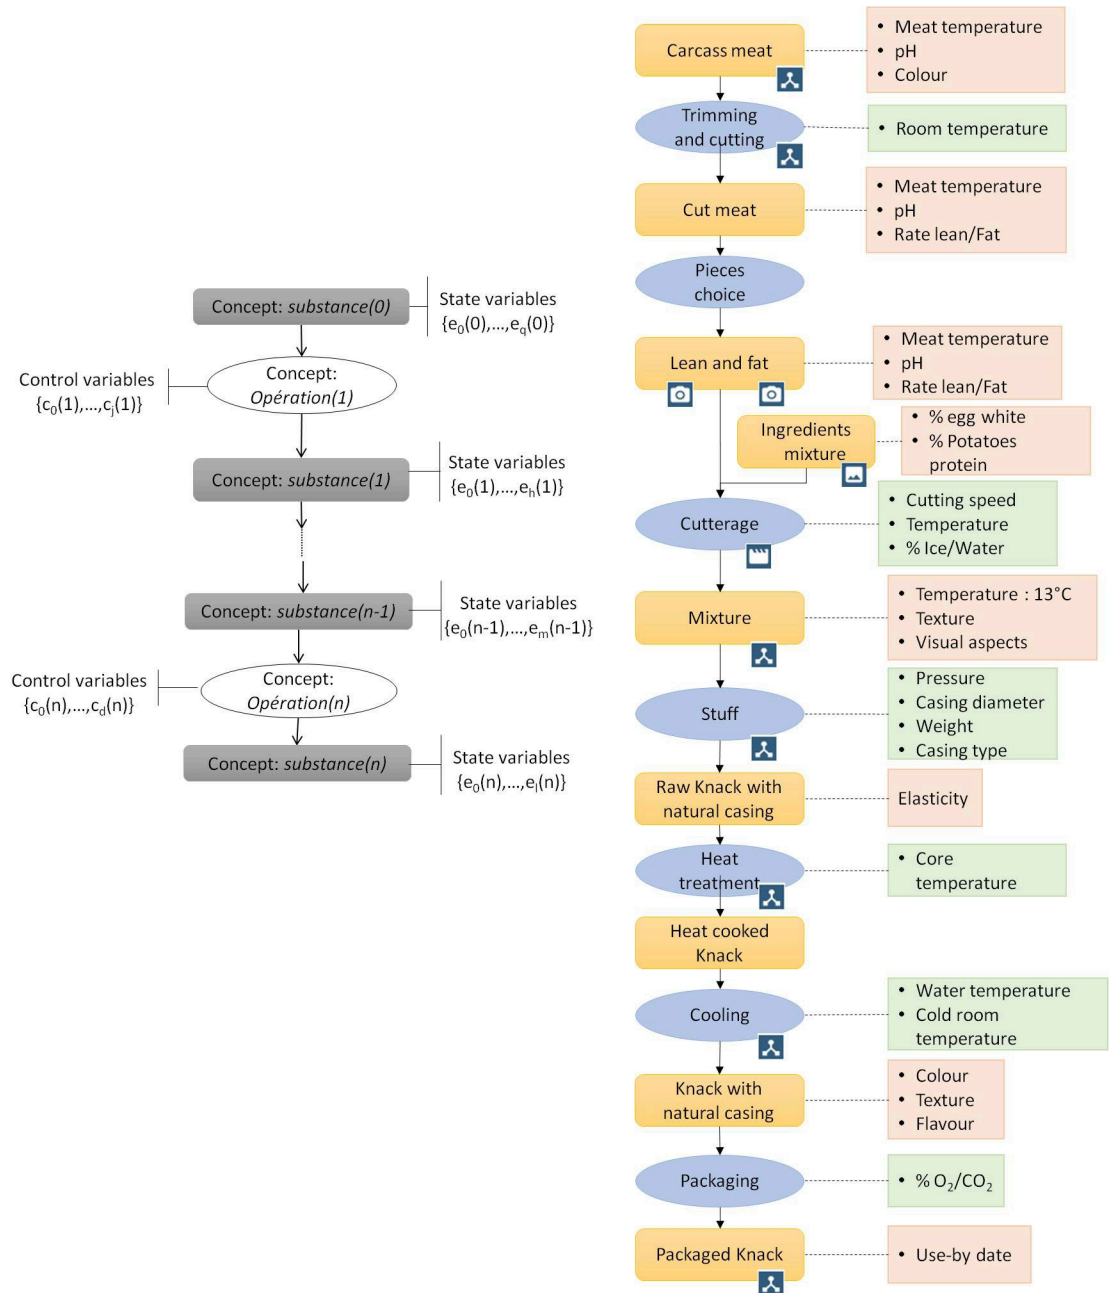 Concept: substance(0)
State variables
{e₀(0),...,e_q(0)}
Control variables
{c₀(1),...,c_j(1)}
Concept:
Opération(1)
Concept: substance(1)
State variables
{e₀(1),...,e_h(1)}
Concept: substance(n-1)
State variables
{e₀(n-1),...,e_m(n-1)}
Control variables
{c₀(n),...,c_d(n)}
Concept:
Opération(n)
Concept: substance(n)
State variables
{e₀(n),...,e_l(n)}
Carcass meat
• Meat temperature
• pH
• Colour
Trimming
and cutting
• Room temperature
Cut meat
• Meat temperature
• pH
• Rate lean/Fat
Pieces
choice
Lean and fat
• Meat temperature
• pH
• Rate lean/Fat
Ingredients
mixture
• % egg white
• % Potatoes
protein
Cutterage
• Cutting speed
• Temperature
• % Ice/Water
Mixture
• Temperature : 13°C
• Texture
• Visual aspects
Stuff
• Pressure
• Casing diameter
• Weight
• Casing type
Raw Knack with
natural casing
Elasticity
Heat
treatment
• Core
temperature
Heat cooked
Knack
Cooling
• Water temperature
• Cold room
temperature
Knack with
natural casing
• Colour
• Texture
• Flavour
Packaging
• % O₂/CO₂
Packaged Knack
• Use-by date